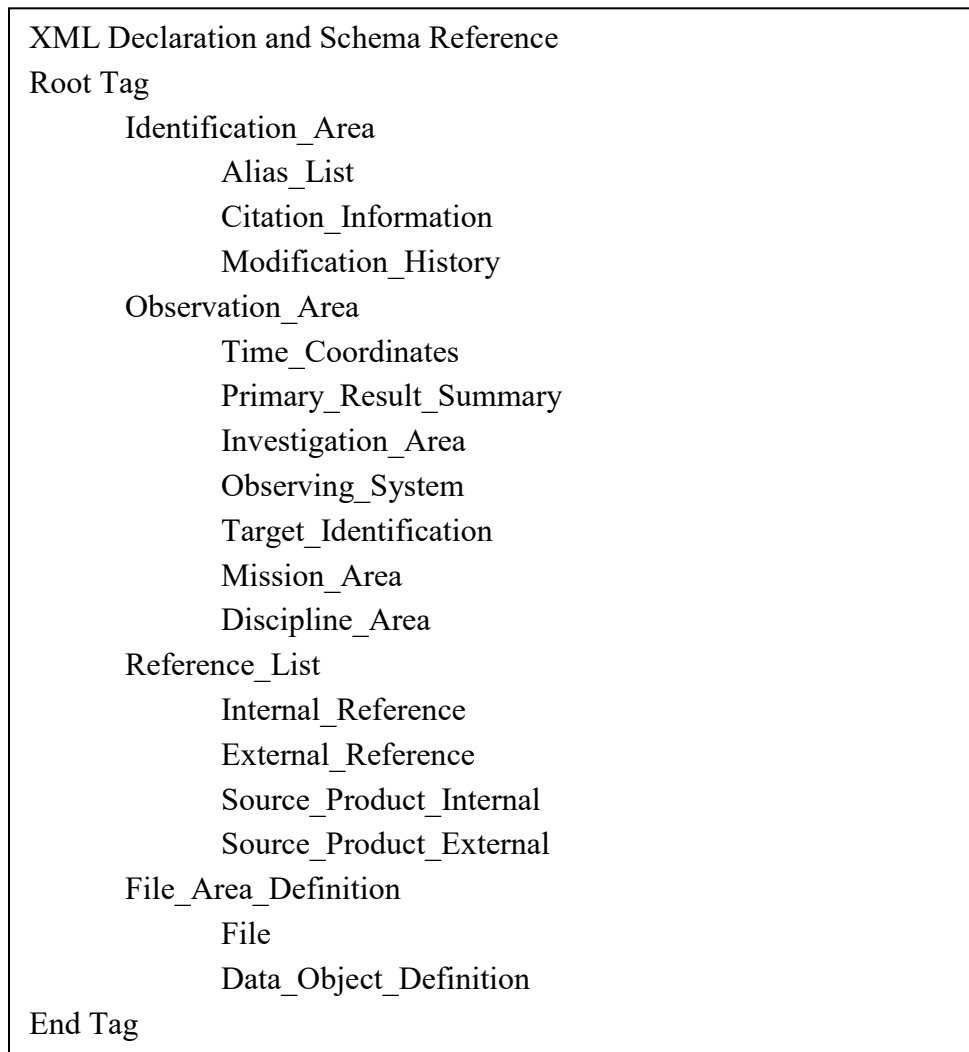 XML Declaration and Schema Reference
Root Tag
Identification_Area
Alias_List
Citation_Information
Modification_History
Observation_Area
Time_Coordinates
Primary_Result_Summary
Investigation_Area
Observing_System
Target_Identification
Mission_Area
Discipline_Area
Reference_List
Internal_Reference
External_Reference
Source_Product_Internal
Source_Product_External
File_Area_Definition
File
Data_Object_Definition
End Tag